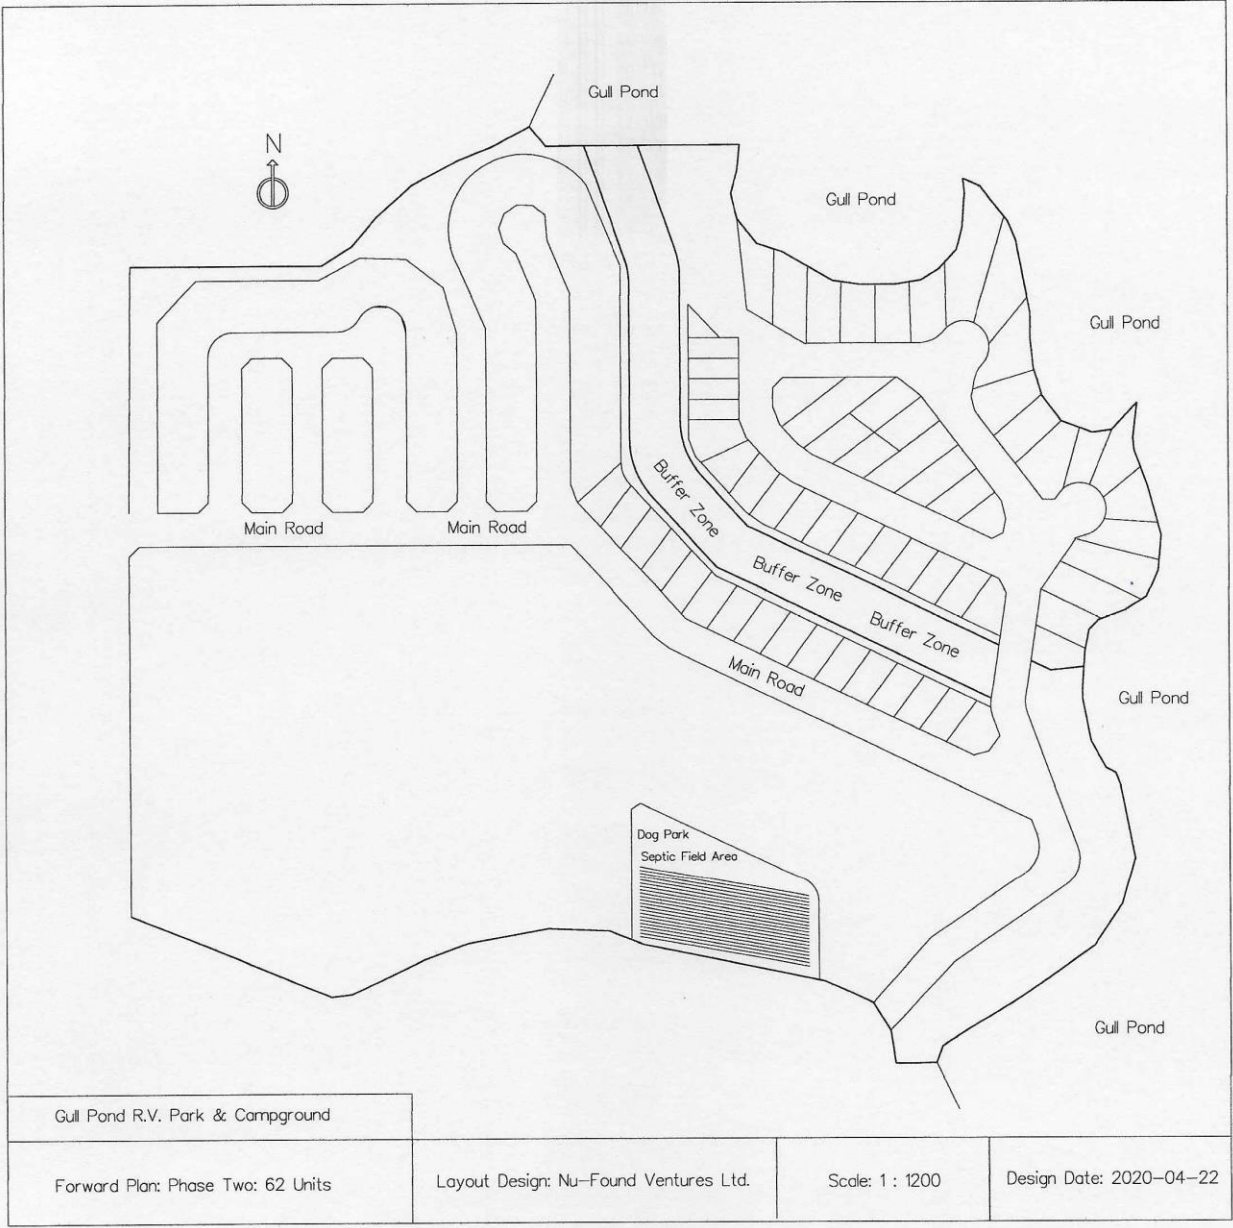 Gull Pond
N
Gull Pond
Gull Pond
Main Road
Main Road
Buffer Zone
Buffer Zone
Buffer Zone
Main Road
Gull Pond
Dog Park
Septic Field Area
Gull Pond
Gull Pond R.V. Park & Campground
Forward Plan: Phase Two: 62 Units
Layout Design: Nu-Found Ventures Ltd.
Scale: 1 : 1200
Design Date: 2020-04-22